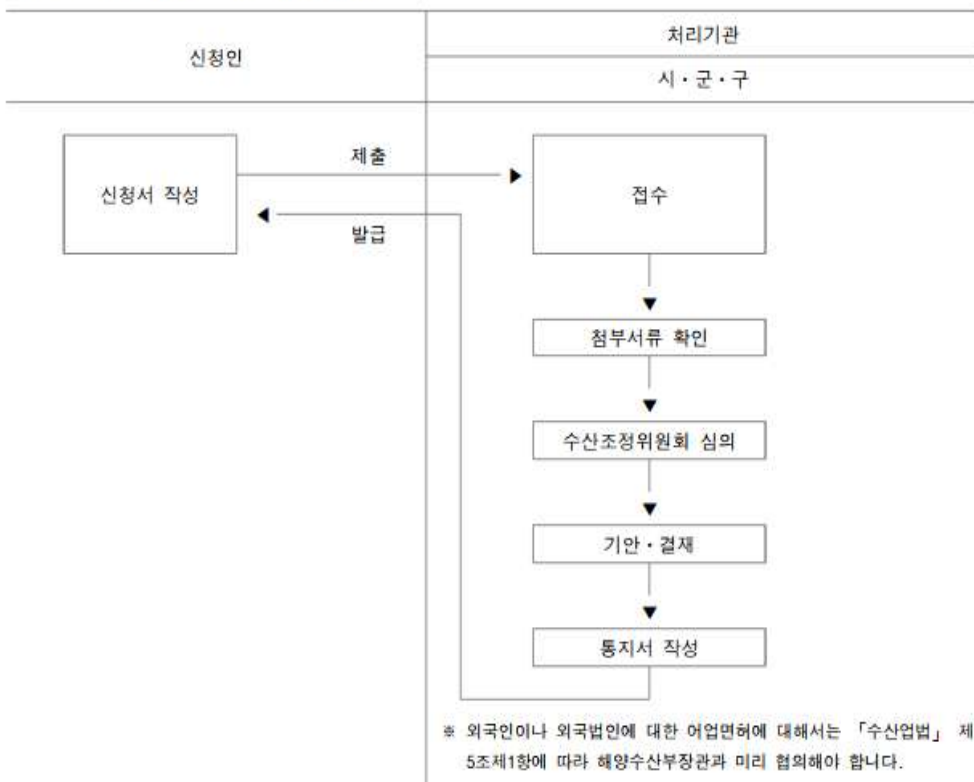 신청인
처리기관
시・군・구
제출
신청서 작성
접수
발급
첨부서류 확인
수산조정위원회 심의
기안・결재
통지서 작성
※ 외국인이나 외국법인에 대한 어업면허에 대해서는 「수산업법」 제
5조제1항에 따라 해양수산부장관과 미리 협의해야 합니다.